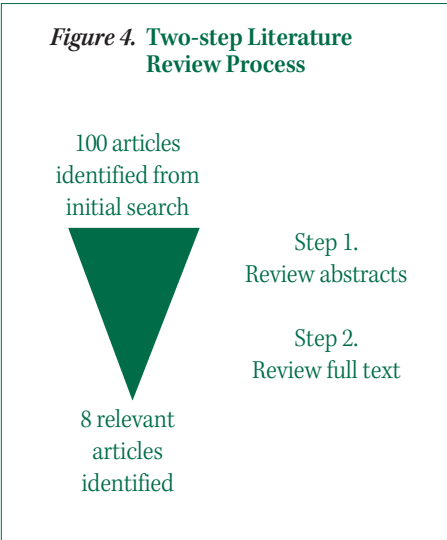 Figure 4. Two-step Literature
Review Process
100 articles
identified from
initial search
Step 1.
Review abstracts
Step 2.
Review full text
8 relevant
articles
identified